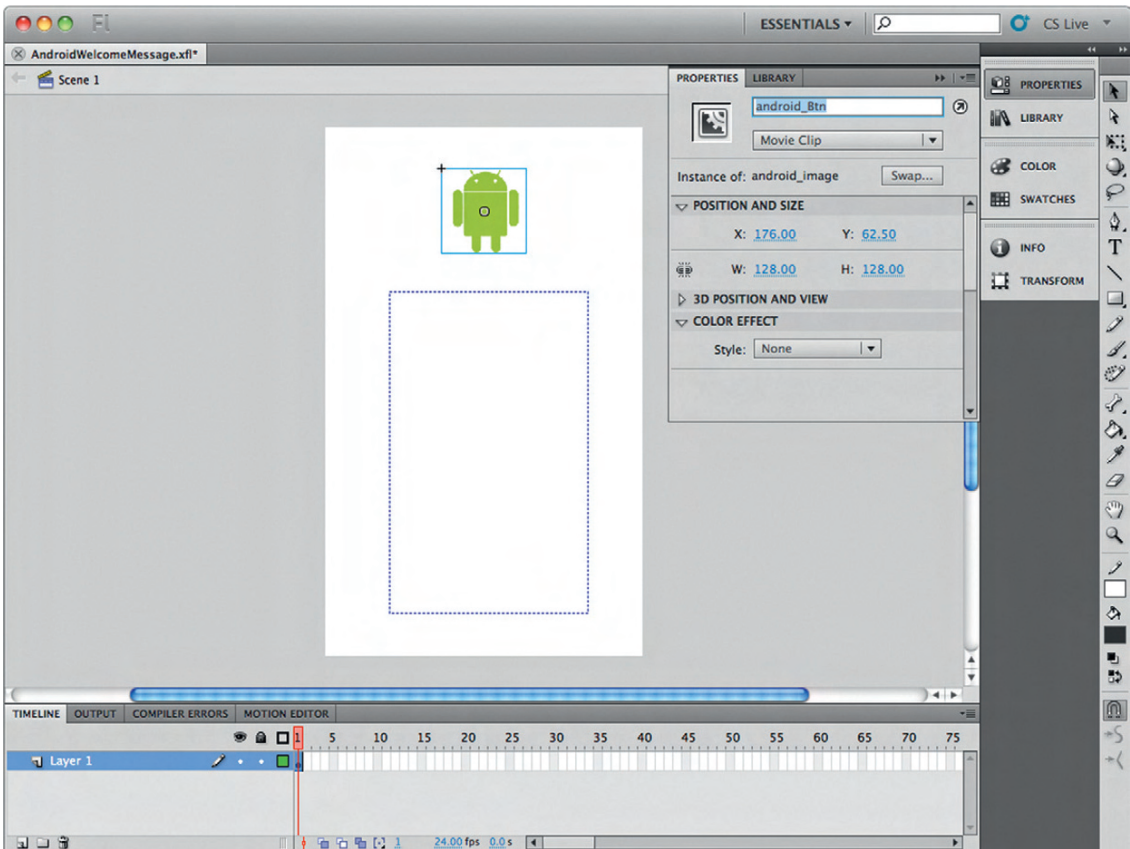 Fl
ESSENTIALS
CS Live
AndroidWelcomeMessage.xfl*
Scene 1
PROPERTIES LIBRARY
android_Btn
Movie Clip
Instance of: android_image Swap...
POSITION AND SIZE
X: 176.00 Y: 62.50
W: 128.00 H: 128.00
3D POSITION AND VIEW
COLOR EFFECT
Style: None
PROPERTIES
LIBRARY
COLOR
SWATCHES
INFO
TRANSFORM
T
TIMELINE OUTPUT COMPILER ERRORS MOTION EDITOR
1 5 10 15 20 25 30 35 40 45 50 55 60 65 70 75
Layer 1
1 24.00 fps 0.0 s